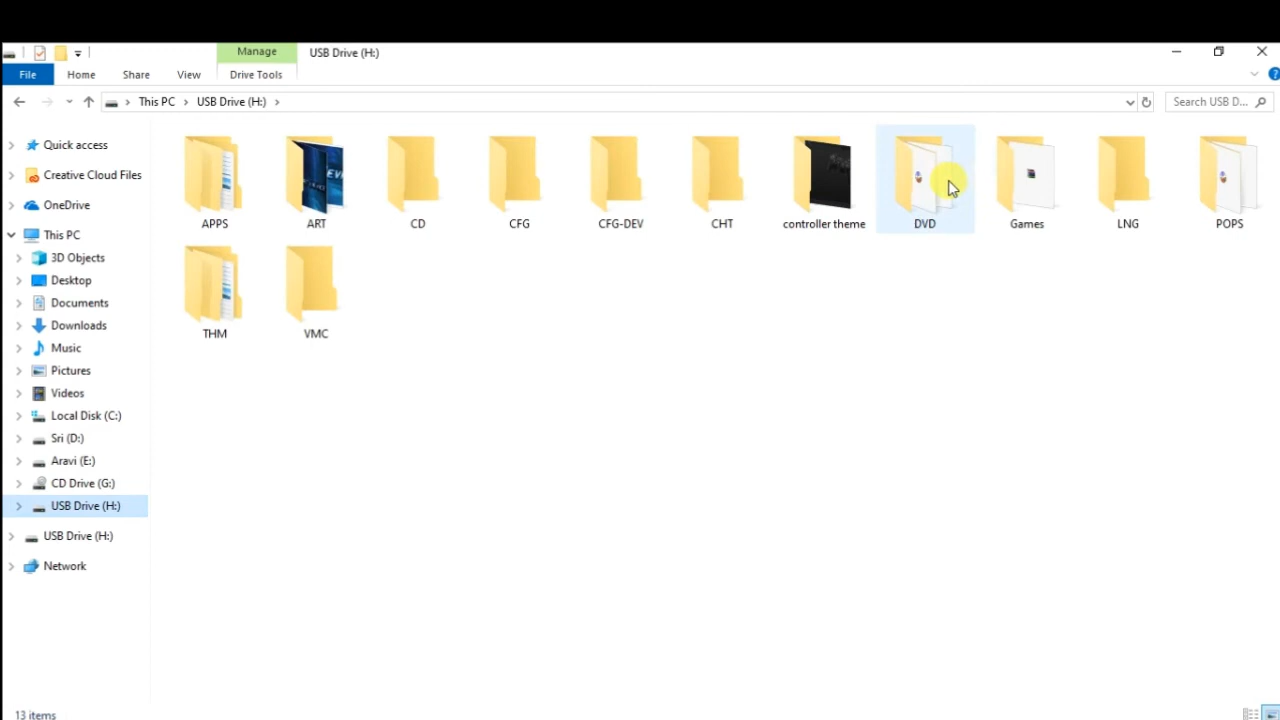 Manage
USB Drive (H:)
File
Home
Share
View
Drive Tools
This PC
USB Drive (H:)
Search USB D...
Quick access
Creative Cloud Files
OneDrive
This PC
3D Objects
Desktop
Documents
Downloads
Music
Pictures
Videos
Local Disk (C:)
Sri (D:)
Aravi (E:)
CD Drive (G:)
USB Drive (H:)
USB Drive (H:)
Network
APPS
ART
CD
CFG
CFG-DEV
CHT
controller theme
DVD
Games
LNG
POPS
THM
VMC
13 items